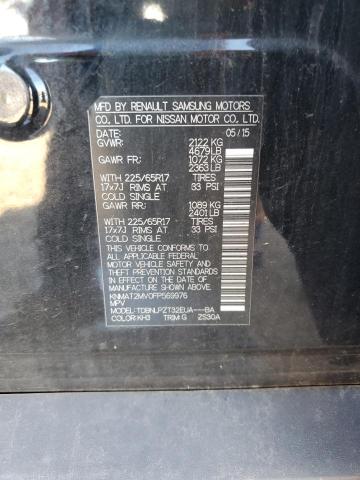 MFD BY RENAULT SAMSUNG MOTORS
CO., LTD. FOR NISSAN MOTOR CO., LTD.
DATE: 05/15
GVWR: 2122 KG
4679LB
GAWR FR: 1072 KG
2363LB
WITH 225/65R17 TIRES
17x7J RIMS AT 33 PSI
COLD SINGLE
GAWR RR: 1089 KG
2401LB
WITH 225/65R17 TIRES
17x7J RIMS AT 33 PSI
COLD SINGLE
THIS VEHICLE CONFORMS TO
ALL APPLICABLE FEDERAL
MOTOR VEHICLE SAFETY AND
THEFT PREVENTION STANDARDS
IN EFFECT ON THE DATE OF
MANUFACTURE SHOWN ABOVE.
KNMAT2MV0FP569976
MPV
MODEL:TDBNLPZT32EUA---BA
COLOR:KH3 TRIM:G ZS30A